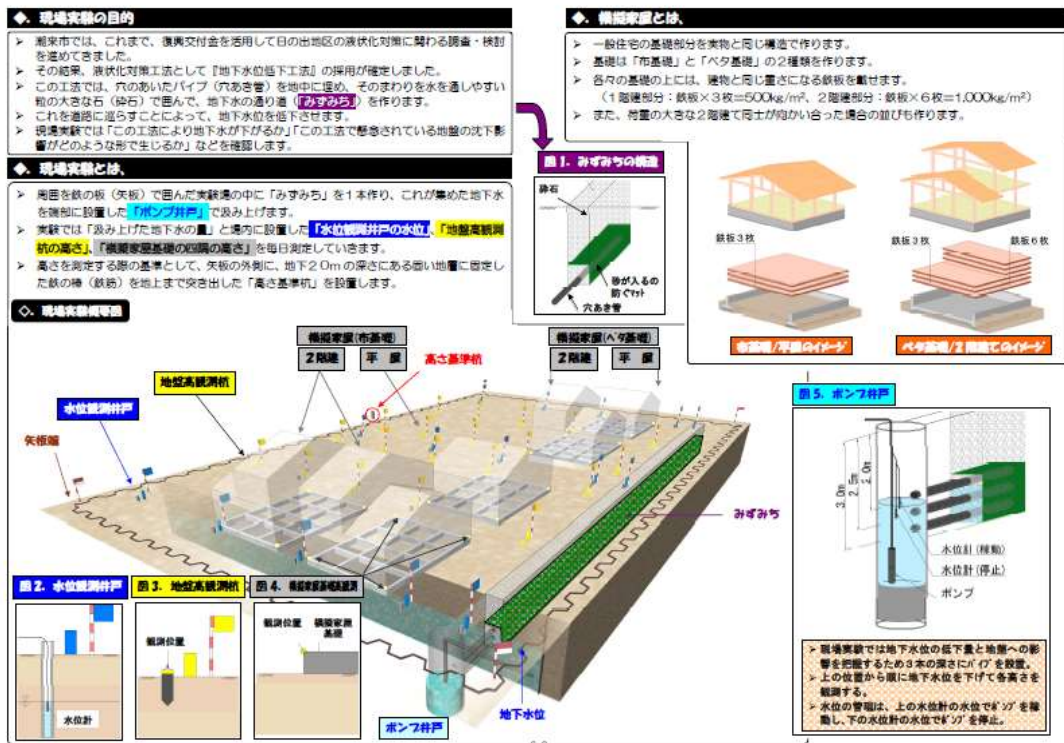 ◆. 現場実験の目的
➢ 潮来市では、これまで、復興交付金を活用して日の出地区の液状化対策に関わる調査・検討
を進めてきました。
➢ その結果、液状化対策工法として『地下水位低下工法』の採用が確定しました。
➢ この工法では、穴のあいたパイプ（穴あき管）を地中に埋め、そのまわりを水を通しやすい
粒の大きな石（砕石）で囲んで、地下水の通り道（「みずみち」）を作ります。
➢ これを道路に巡らすことによって、地下水位を低下させます。
➢ 現場実験では「この工法により地下水が下がるか」「この工法で懸念されている地盤の沈下影
響がどのような形で生じるか」などを確認します。
◆. 現場実験とは、
➢ 周囲を鉄の板（矢板）で囲んだ実験場の中に「みずみち」を１本作り、これが集めた地下水
を端部に設置した「ポンプ井戸」で汲み上げます。
➢ 実験では「汲み上げた地下水の量」と場内に設置した「水位観測井戸の水位」、「地盤高観測
杭の高さ」、「模擬家屋基礎の四隅の高さ」を毎日測定していきます。
➢ 高さを測定する際の基準として、矢板の外側に、地下２０ｍの深さにある固い地層に固定し
た鉄の棒（鉄筋）を地上まで突き出した「高さ基準杭」を設置します。
◇. 現場実験概要図
図１. みずみちの構造
砕石
砂が入るの
防ぐマット
穴あき管
◆. 模擬家屋とは、
➢ 一般住宅の基礎部分を実物と同じ構造で作ります。
➢ 基礎は「布基礎」と「ベタ基礎」の２種類を作ります。
➢ 各々の基礎の上には、建物と同じ重さになる鉄板を載せます。
（１階建部分：鉄板×３枚＝500kg/m²、２階建部分：鉄板×６枚＝1,000kg/m²）
➢ また、荷重の大きな２階建て同士が向かい合った場合の並びも作ります。
鉄板３枚
鉄板３枚
鉄板６枚
布基礎/平屋のイメージ
ベタ基礎/２階建てのイメージ
模擬家屋(布基礎)
２階建
平 屋
模擬家屋(ベタ基礎)
２階建
平 屋
高さ基準杭
地盤高観測杭
水位観測井戸
矢板端
みずみち
地下水位
ポンプ井戸
図２. 水位観測井戸
水位計
図３. 地盤高観測杭
観測位置
図４. 模擬家屋基礎高観測
観測位置
模擬家屋
基礎
図５. ポンプ井戸
3.0m
2.5m
2.0m
水位計(稼動)
水位計(停止)
ポンプ
➢ 現場実験では地下水位の低下量と地盤への影
響を把握するため３本の深さにパイプを設置。
➢ 上の位置から順に地下水位を下げて各高さを
観測する。
➢ 水位の管理は、上の水位計の水位でポンプを稼
動し、下の水位計の水位でポンプを停止。